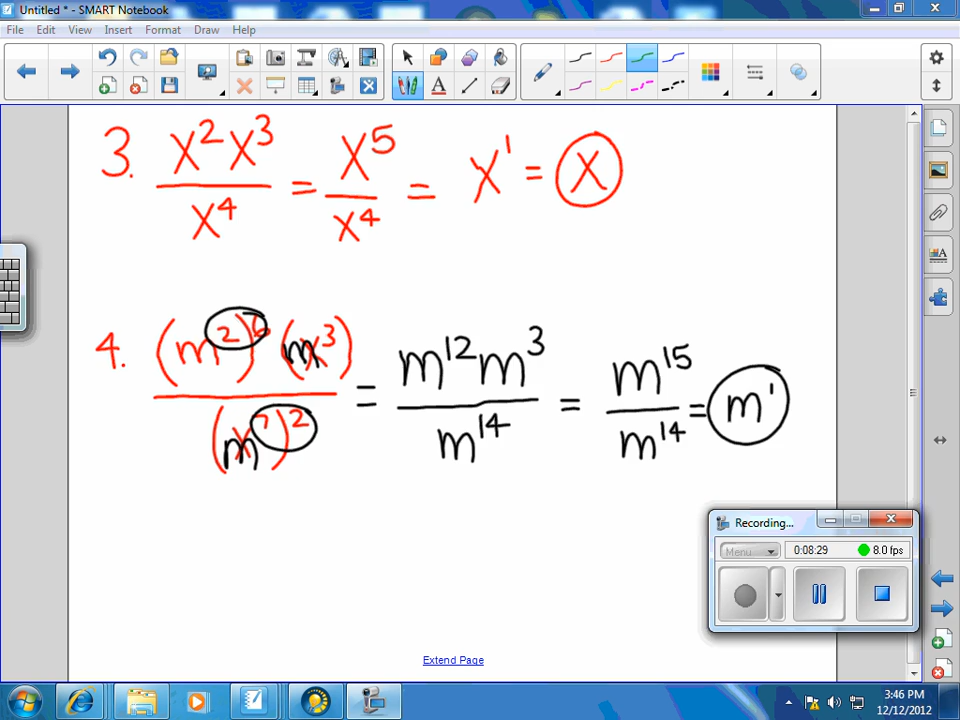 Untitled * - SMART Notebook
File Edit View Insert Format Draw Help
3. x²x³/x⁴ = x⁵/x⁴ = x¹ = x
4. (m²)⁶(m³)/(m⁷)² = m¹²m³/m¹⁴ = m¹⁵/m¹⁴ = m¹
Recording...
Menu 0:08:29 8.0 fps
Extend Page
3:46 PM
12/12/2012